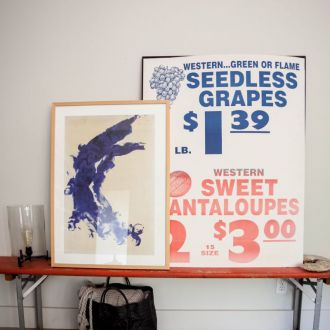 WESTERN...GREEN OR FLAME
SEEDLESS
GRAPES
$1.39
LB.
WESTERN
SWEET
ANTALOUPES
2 15 SIZE $3.00